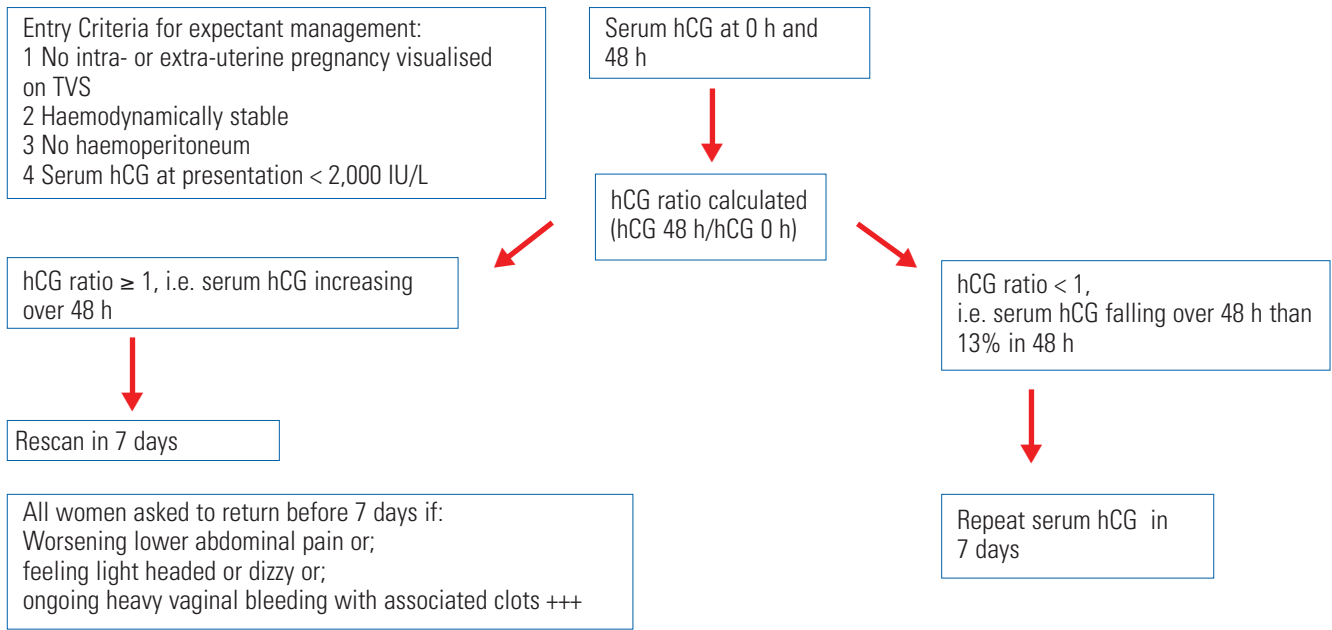 Entry Criteria for expectant management:
1 No intra- or extra-uterine pregnancy visualised
on TVS
2 Haemodynamically stable
3 No haemoperitoneum
4 Serum hCG at presentation < 2,000 IU/L
Serum hCG at 0 h and
48 h
hCG ratio calculated
(hCG 48 h/hCG 0 h)
hCG ratio ≥ 1, i.e. serum hCG increasing
over 48 h
hCG ratio < 1,
i.e. serum hCG falling over 48 h than
13% in 48 h
Rescan in 7 days
All women asked to return before 7 days if:
Worsening lower abdominal pain or;
feeling light headed or dizzy or;
ongoing heavy vaginal bleeding with associated clots +++
Repeat serum hCG in
7 days